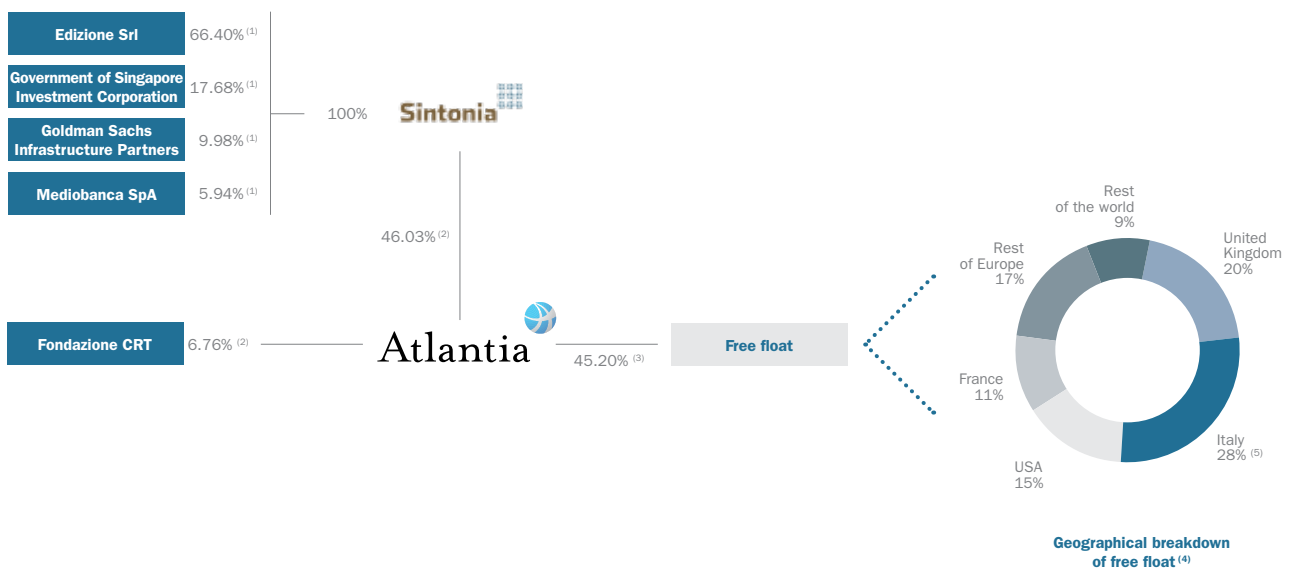 Edizione Srl
66.40% (1)
Government of Singapore
Investment Corporation
17.68% (1)
Goldman Sachs
Infrastructure Partners
9.98% (1)
Mediobanca SpA
5.94% (1)
100%
Sintonia
46.03% (2)
Fondazione CRT
6.76% (2)
Atlantia
45.20% (3)
Free float
Rest
of the world
9%
United
Kingdom
20%
Rest
of Europe
17%
France
11%
Italy
28% (5)
USA
15%
Geographical breakdown
of free float (4)